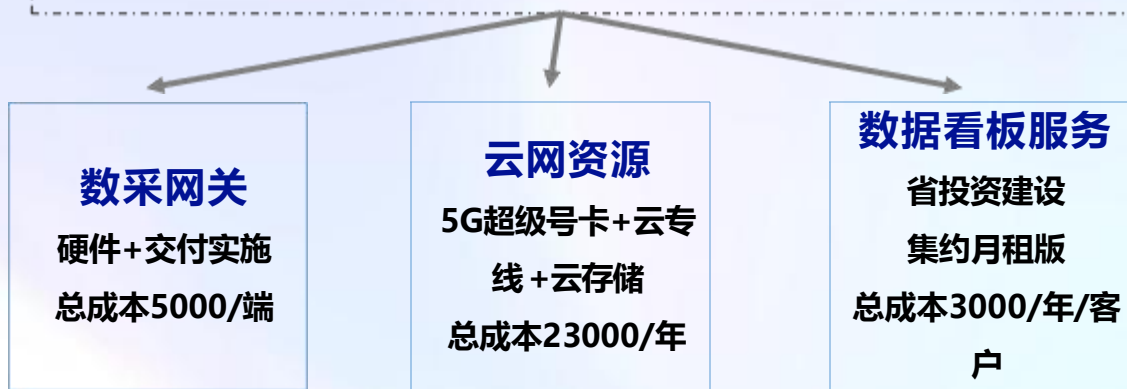 数采网关
硬件+交付实施
总成本5000/端
云网资源
5G超级号卡+云专
线+云存储
总成本23000/年
数据看板服务
省投资建设
集约月租版
总成本3000/年/客
户